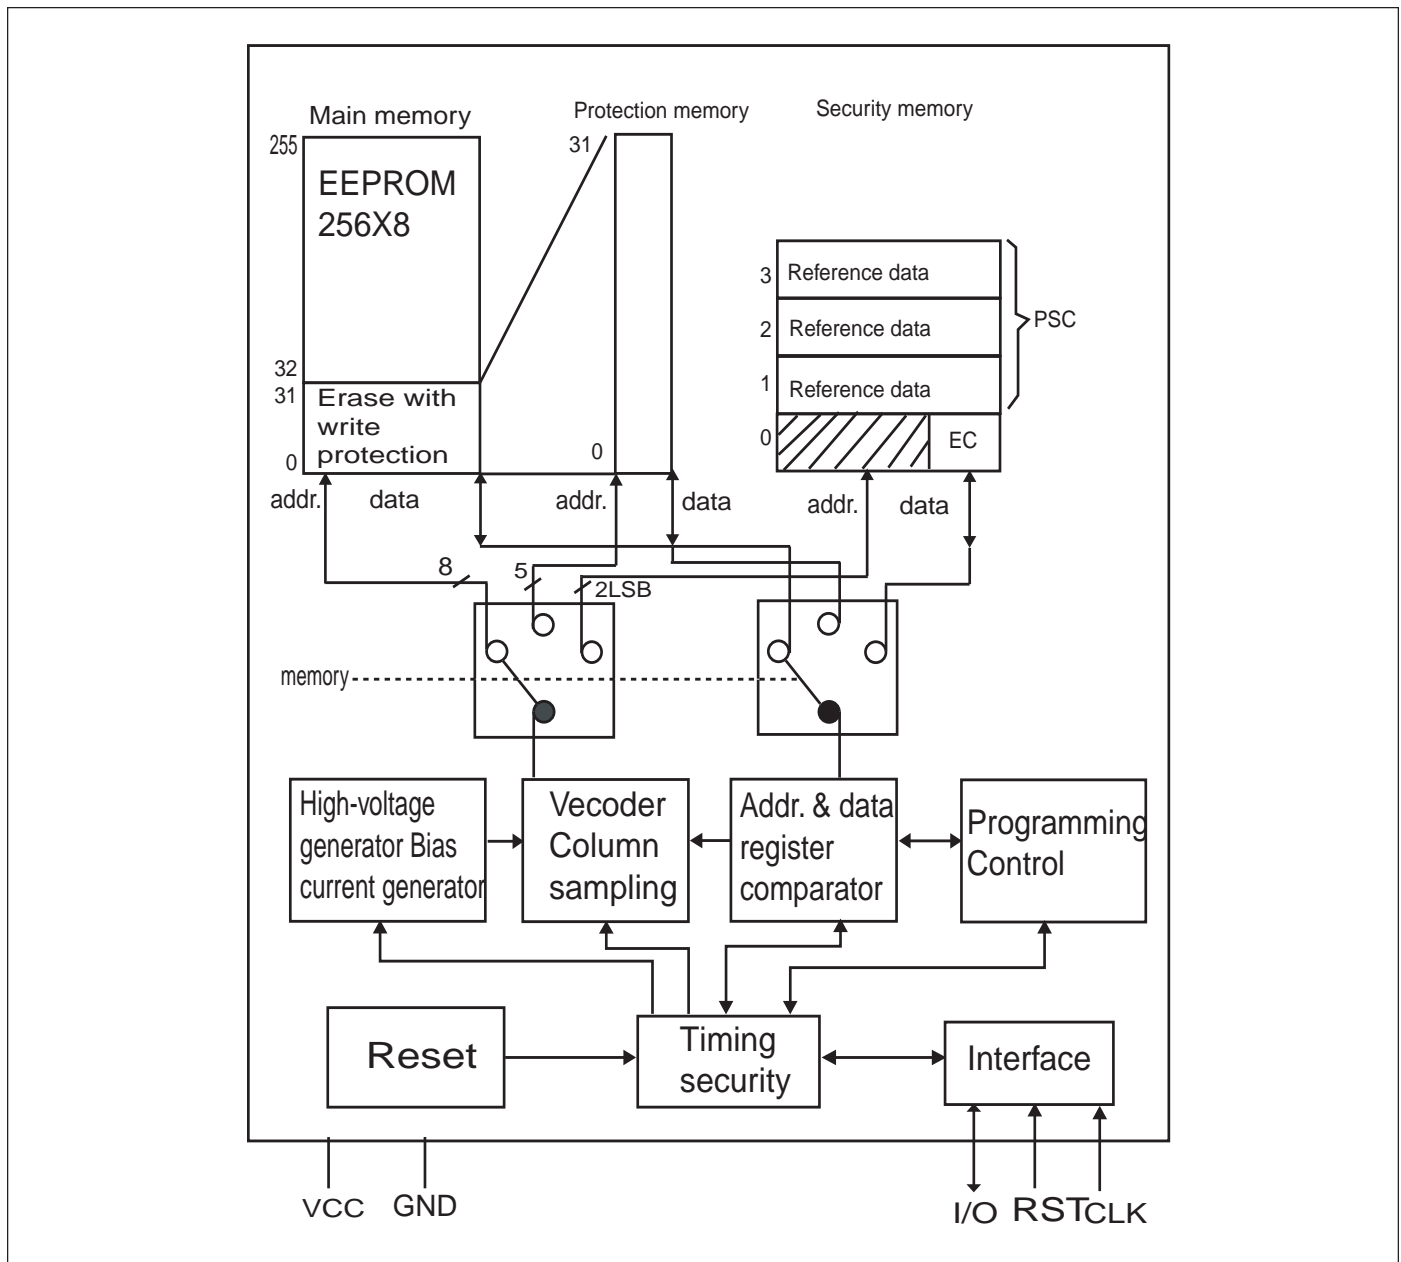 Main memory
Protection memory
Security memory
255
EEPROM
256X8
32
31
Erase with
write
protection
0
31
0
3
Reference data
2
Reference data
1
Reference data
0
EC
PSC
addr.
data
addr.
data
addr.
data
8
5
2LSB
memory
High-voltage
generator Bias
current generator
Vecoder
Column
sampling
Addr. & data
register
comparator
Programming
Control
Reset
Timing
security
Interface
VCC
GND
I/O
RST
CLK